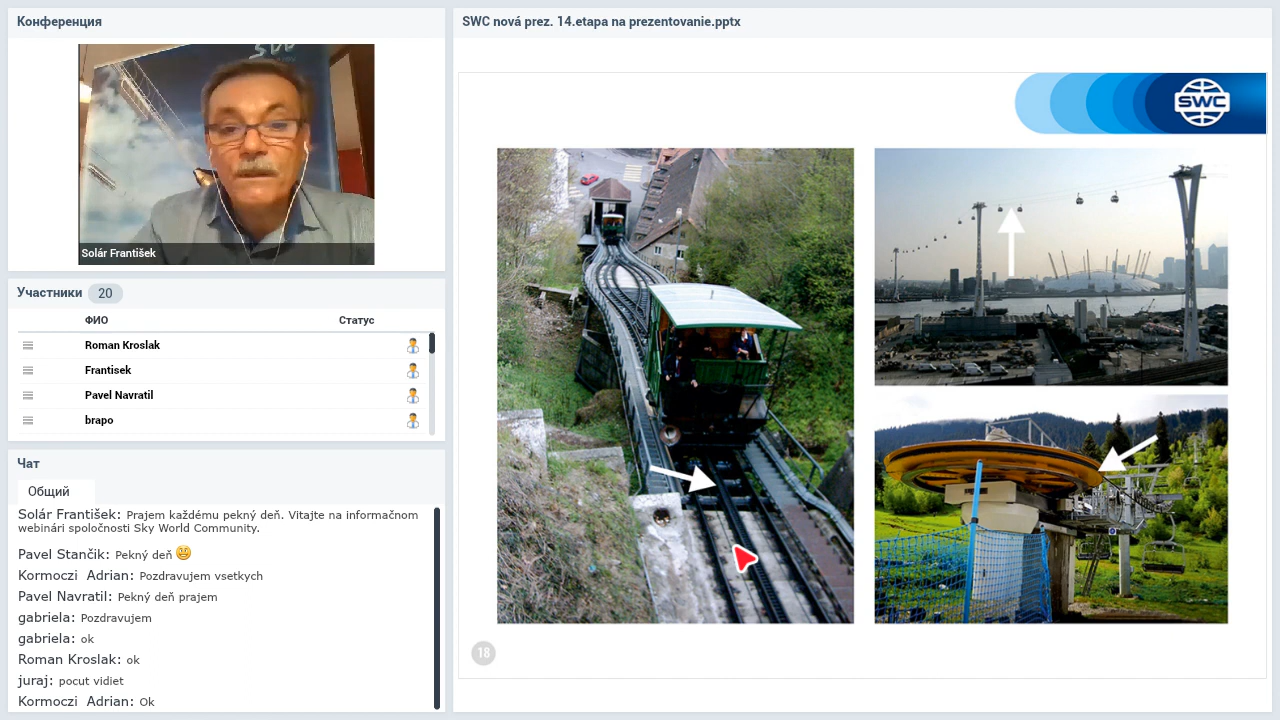 Конференция
Solár František
Участники 20
ФИО Статус
Roman Kroslak
Frantisek
Pavel Navratil
brapo
Чат
Общий
Solár František: Prajem každému pekný deň. Vitajte na informačnom
webinári spoločnosti Sky World Community.
Pavel Stančik: Pekný deň
Kormoczi Adrian: Pozdravujem vsetkych
Pavel Navratil: Pekný deň prajem
gabriela: Pozdravujem
gabriela: ok
Roman Kroslak: ok
juraj: pocut vidiet
Kormoczi Adrian: Ok
SWC nová prez. 14.etapa na prezentovanie.pptx
SWC
18